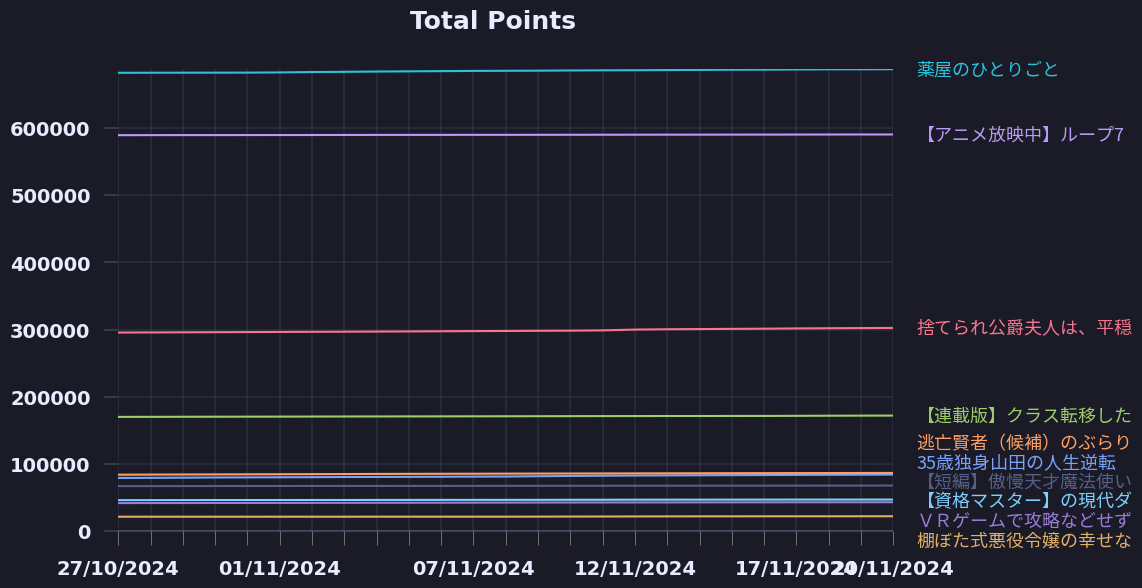 Total Points
薬屋のひとりごと
600000
【アニメ放映中】ループ7
500000
400000
300000
捨てられ公爵夫人は、平穏
200000
【連載版】クラス転移した
逃亡賢者（候補）のぶらり
100000
35歳独身山田の人生逆転
【短編】傲慢天才魔法使い
【資格マスター】の現代ダ
ＶＲゲームで攻略などせず
0
棚ぼた式悪役令嬢の幸せな
27/10/2024 01/11/2024 07/11/2024 12/11/2024 17/11/2024 20/11/2024